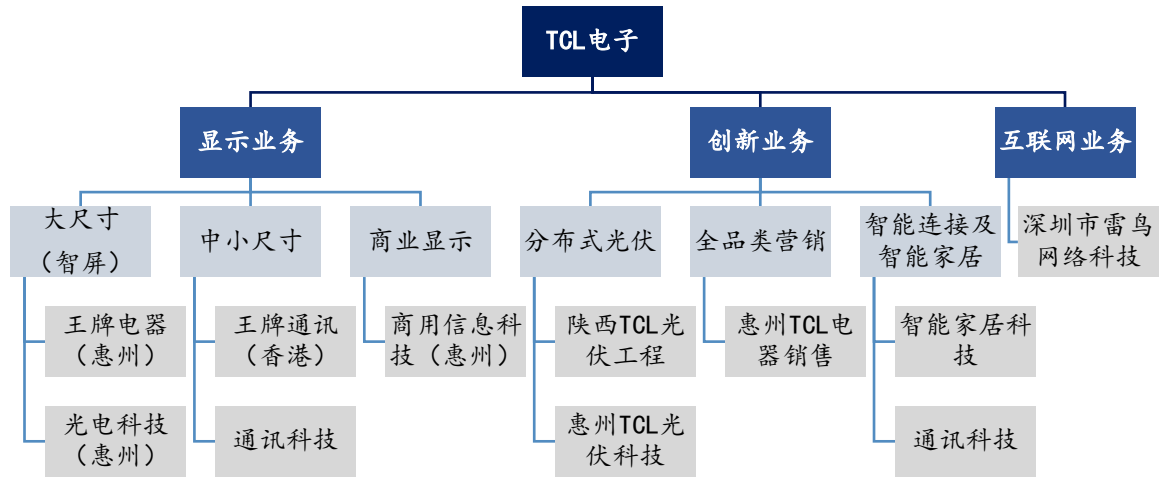 TCL电子
显示业务
创新业务
互联网业务
大尺寸
（智屏）
中小尺寸
商业显示
分布式光伏
全品类营销
智能连接及
智能家居
深圳市雷鸟
网络科技
王牌电器
（惠州）
王牌通讯
（香港）
商用信息科
技（惠州）
陕西TCL光
伏工程
惠州TCL电
器销售
智能家居科
技
光电科技
（惠州）
通讯科技
惠州TCL光
伏科技
通讯科技